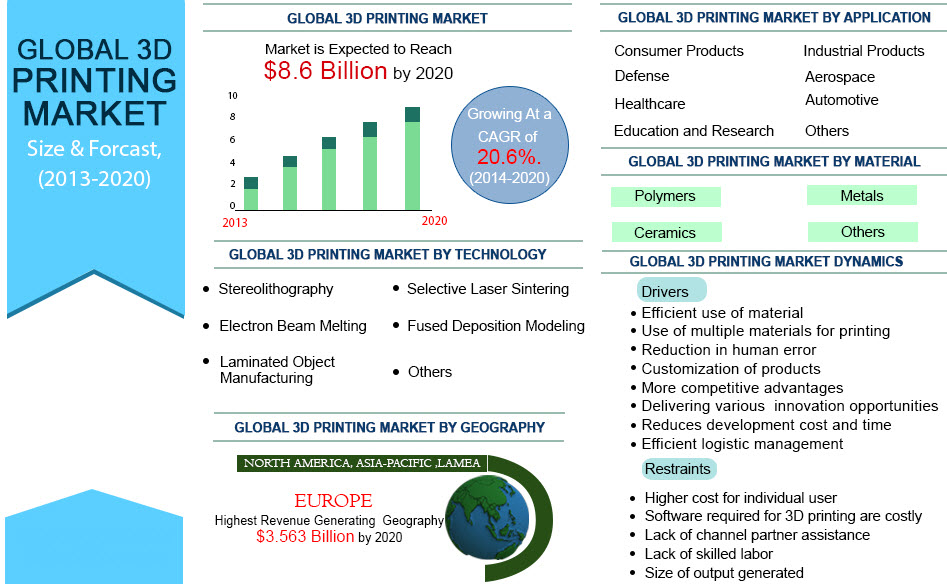 GLOBAL 3D
PRINTING
MARKET
Size & Forcast,
(2013-2020)
GLOBAL 3D PRINTING MARKET
Market is Expected to Reach
$8.6 Billion by 2020
10
8
6
4
2
0
2013
2020
Growing At a
CAGR of
20.6%.
(2014-2020)
GLOBAL 3D PRINTING MARKET BY TECHNOLOGY
• Stereolithography
• Selective Laser Sintering
• Electron Beam Melting
• Fused Deposition Modeling
• Laminated Object
Manufacturing
• Others
GLOBAL 3D PRINTING MARKET BY GEOGRAPHY
NORTH AMERICA, ASIA-PACIFIC ,LAMEA
EUROPE
Highest Revenue Generating Geography
$3.563 Billion by 2020
GLOBAL 3D PRINTING MARKET BY APPLICATION
Consumer Products
Industrial Products
Defense
Aerospace
Healthcare
Automotive
Education and Research
Others
GLOBAL 3D PRINTING MARKET BY MATERIAL
Polymers
Metals
Ceramics
Others
GLOBAL 3D PRINTING MARKET DYNAMICS
Drivers
• Efficient use of material
• Use of multiple materials for printing
• Reduction in human error
• Customization of products
• More competitive advantages
• Delivering various innovation opportunities
• Reduces development cost and time
• Efficient logistic management
Restraints
• Higher cost for individual user
• Software required for 3D printing are costly
• Lack of channel partner assistance
• Lack of skilled labor
• Size of output generated